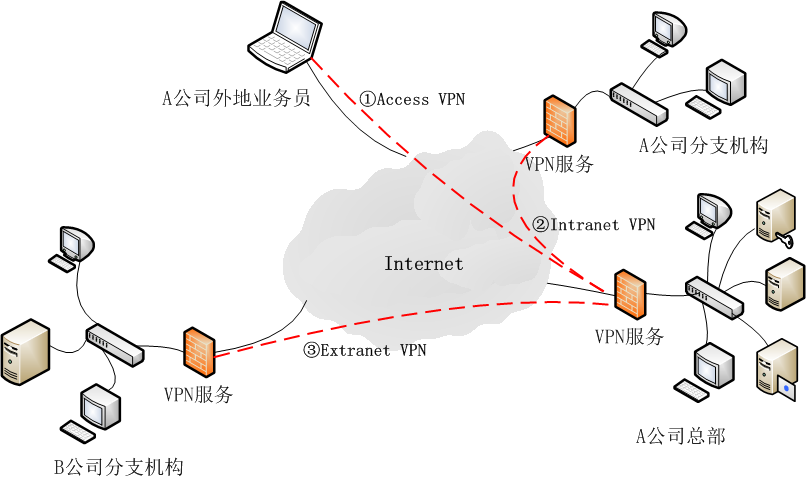 ①Access VPN
A公司外地业务员
A公司分支机构
VPN服务
②Intranet VPN
Internet
VPN服务
③Extranet VPN
VPN服务
A公司总部
B公司分支机构